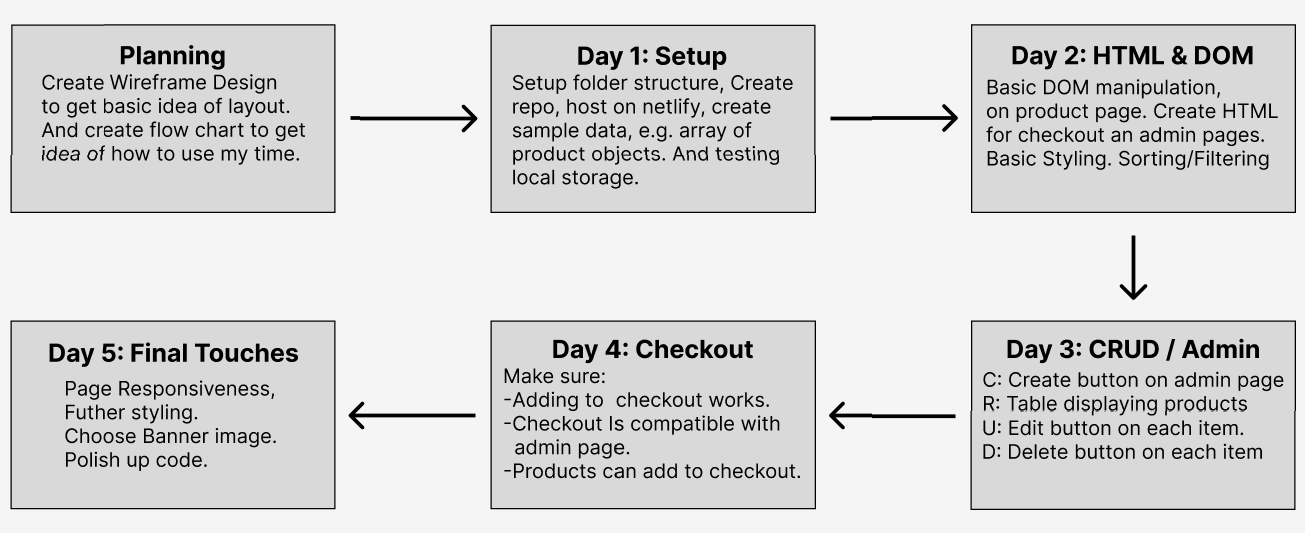 Planning
Create Wireframe Design
to get basic idea of layout.
And create flow chart to get
idea of how to use my time.
Day 1: Setup
Setup folder structure, Create
repo, host on netlify, create
sample data, e.g. array of
product objects. And testing
local storage.
Day 2: HTML & DOM
Basic DOM manipulation,
on product page. Create HTML
for checkout an admin pages.
Basic Styling. Sorting/Filtering
Day 3: CRUD / Admin
C: Create button on admin page
R: Table displaying products
U: Edit button on each item.
D: Delete button on each item
Day 4: Checkout
Make sure:
-Adding to  checkout works.
-Checkout Is compatible with
admin page.
-Products can add to checkout.
Day 5: Final Touches
Page Responsiveness,
Futher styling.
Choose Banner image.
Polish up code.